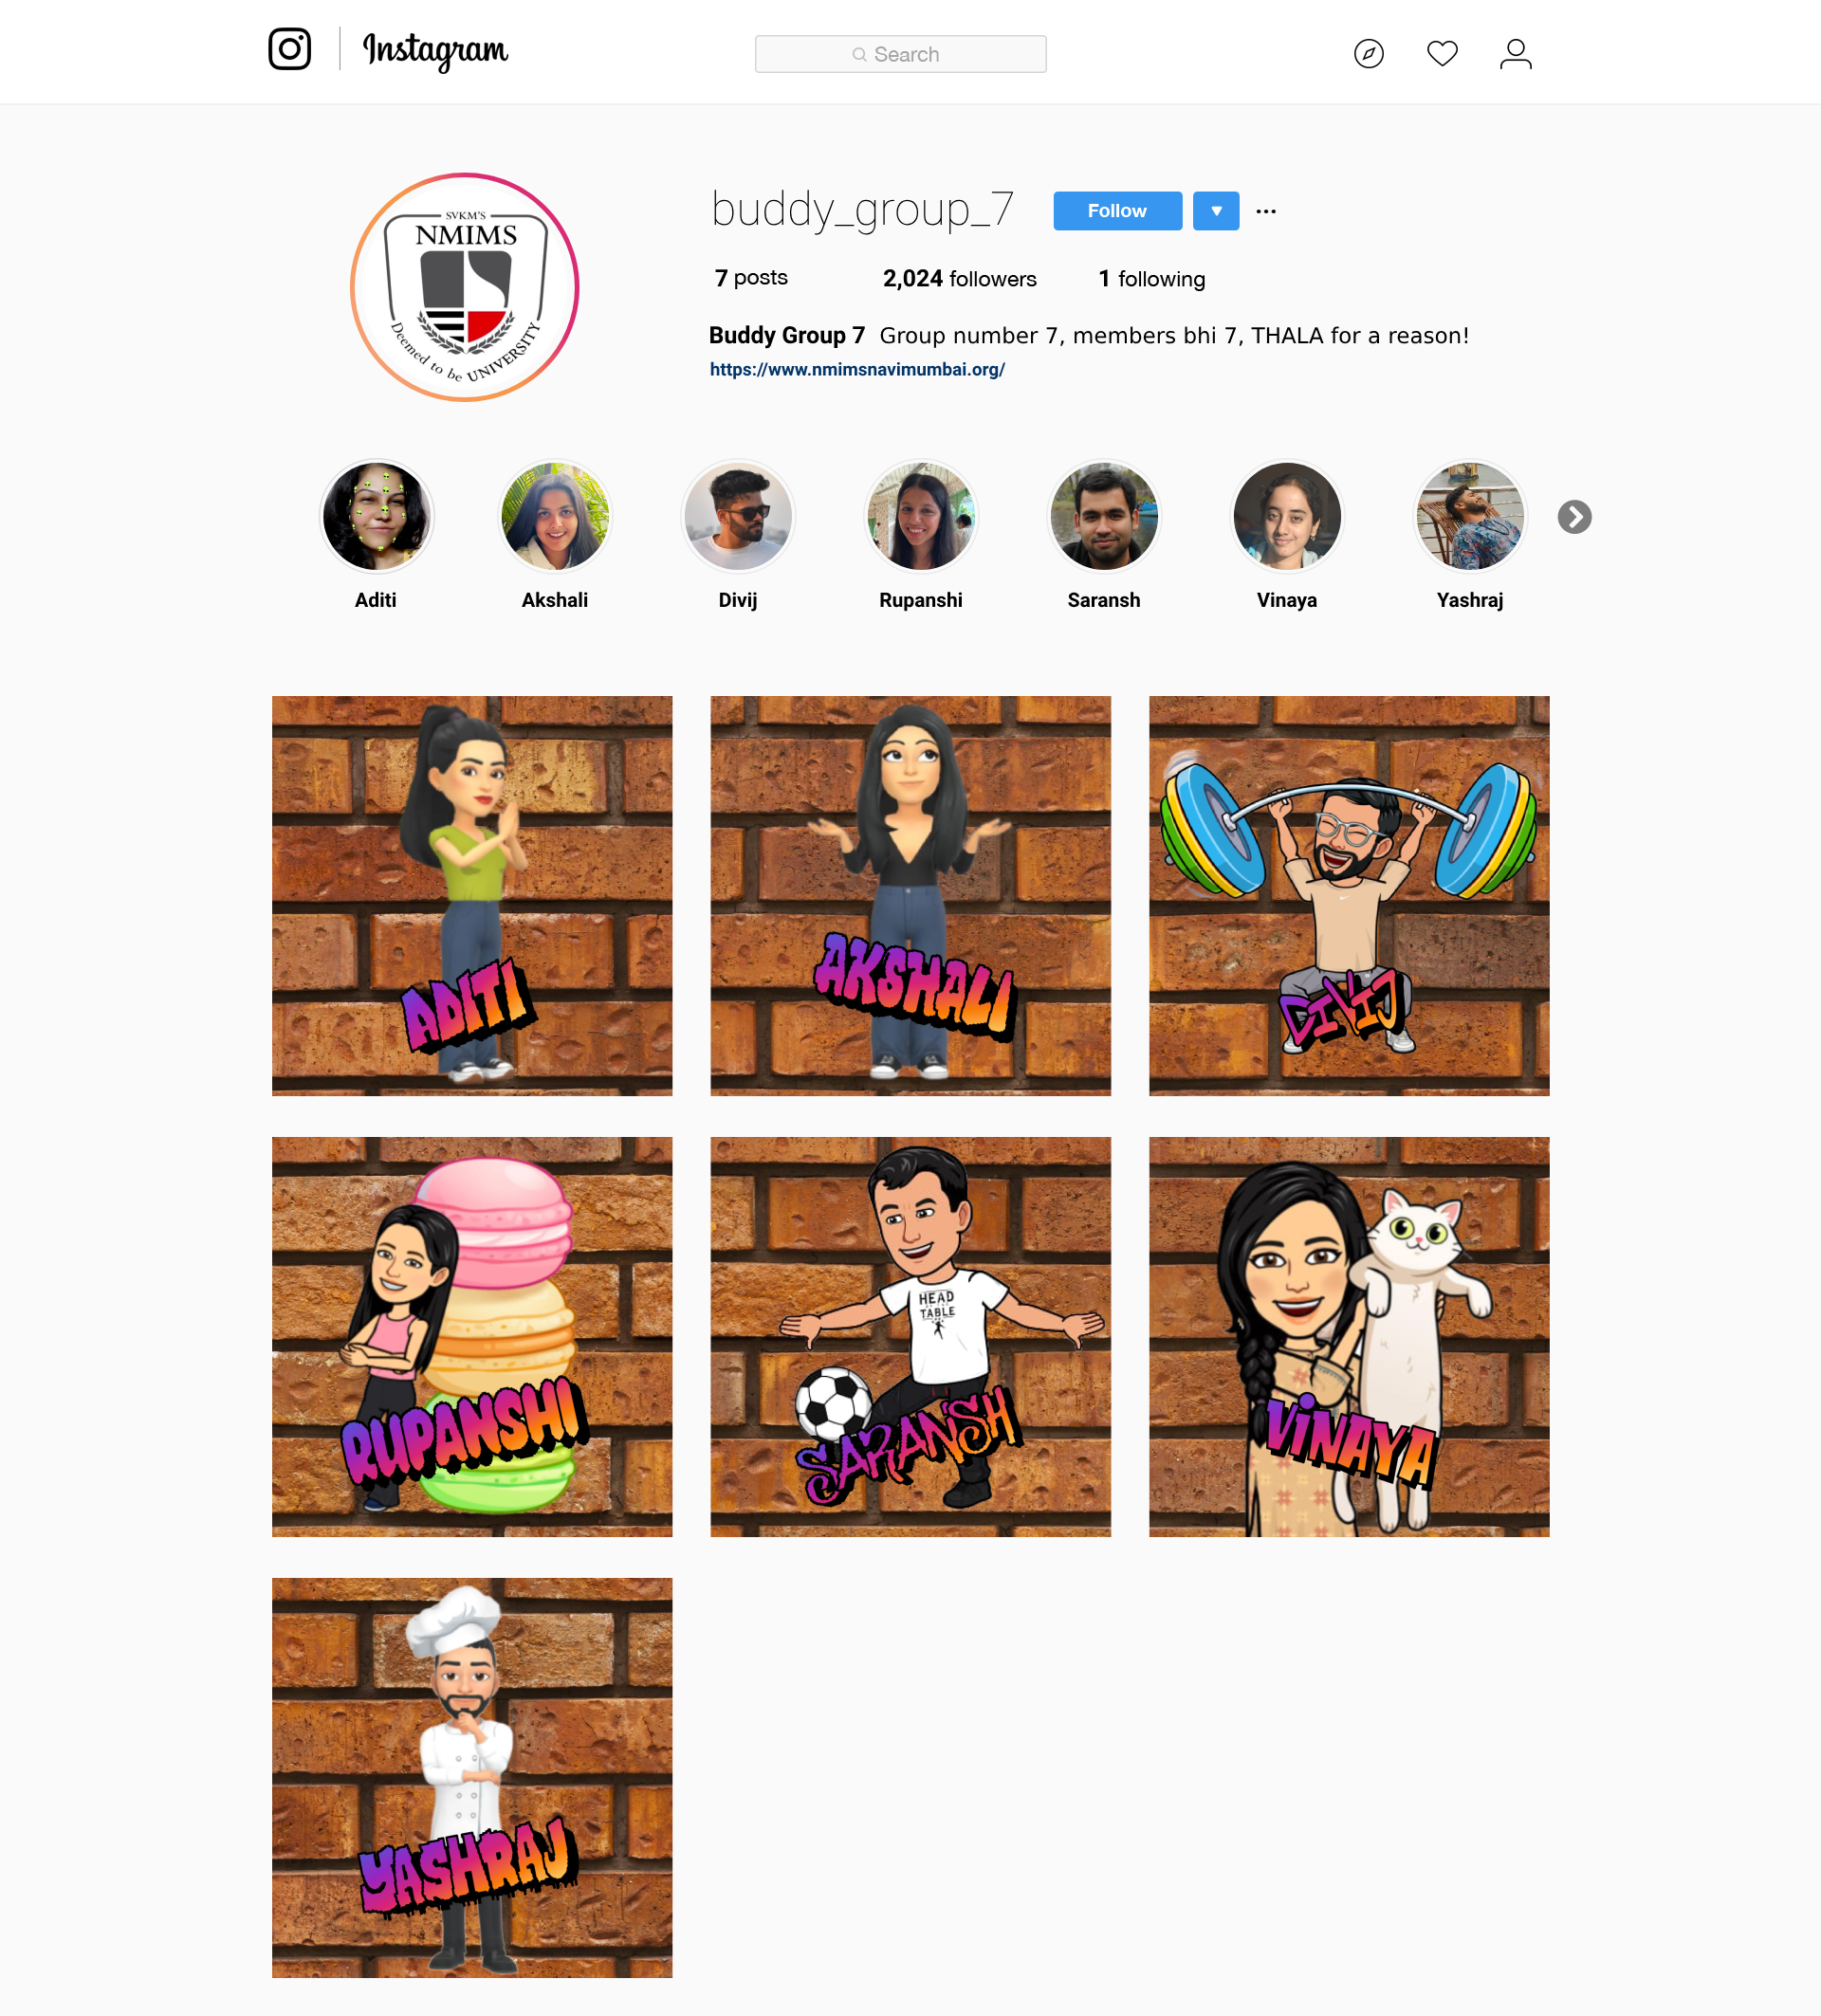 Instagram
Search
SVKM'S
NMIMS
Deemed to be UNIVERSITY
buddy_group_7 Follow
7 posts 2,024 followers 1 following
Buddy Group 7 Group number 7, members bhi 7, THALA for a reason!
https://www.nmimsnavimumbai.org/
Aditi Akshali Divij Rupanshi Saransh Vinaya Yashraj
ADITI
AKSHALI
DIVIJ
RUPANSHI
HEAD
TABLE
SARANSH
ViNAYA
YASHRAJ